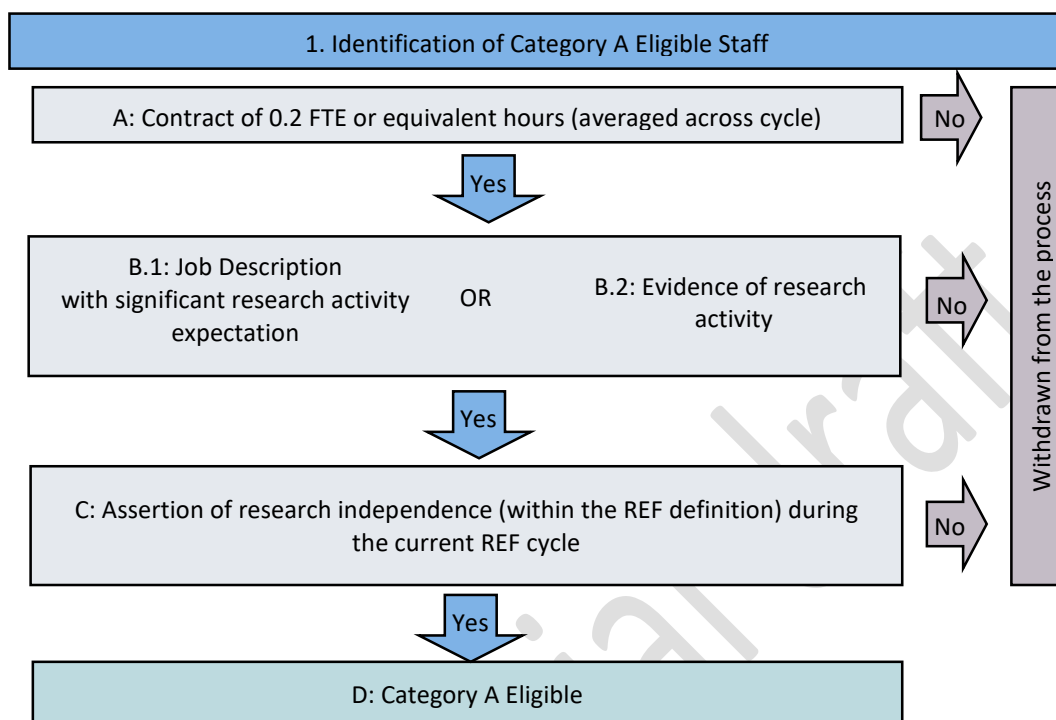 1. Identification of Category A Eligible Staff
A: Contract of 0.2 FTE or equivalent hours (averaged across cycle)
No
Yes
B.1: Job Description
with significant research activity
expectation
OR
B.2: Evidence of research
activity
No
Yes
C: Assertion of research independence (within the REF definition) during
the current REF cycle
No
Yes
D: Category A Eligible
Withdrawn from the process